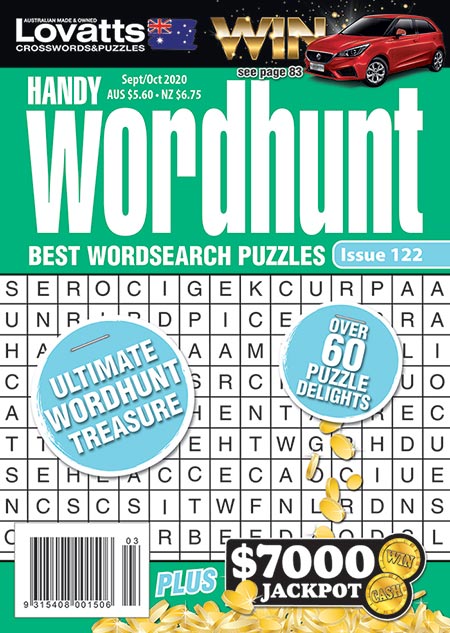 AUSTRALIAN MADE & OWNED
Lovatts
CROSSWORDS&PUZZLES
WIN
see page 83
Sept/Oct 2020
AUS $5.60 • NZ $6.75
HANDY
Wordhunt
BEST WORDSEARCH PUZZLES
Issue 122
S E R O C I G E K C U R P A A
U N R D P I C E R A
H A A M L I
C S R C U O
A H E N T A E C
T T E H T W G H D U
S E H E A C C E C A C I U E
N C S C S I T W F N L R D N S
R B E E D
ULTIMATE
WORDHUNT
TREASURE
OVER
60
PUZZLE
DELIGHTS
03
9 315408 001506
PLUS
$7000
JACKPOT
WIN
CASH